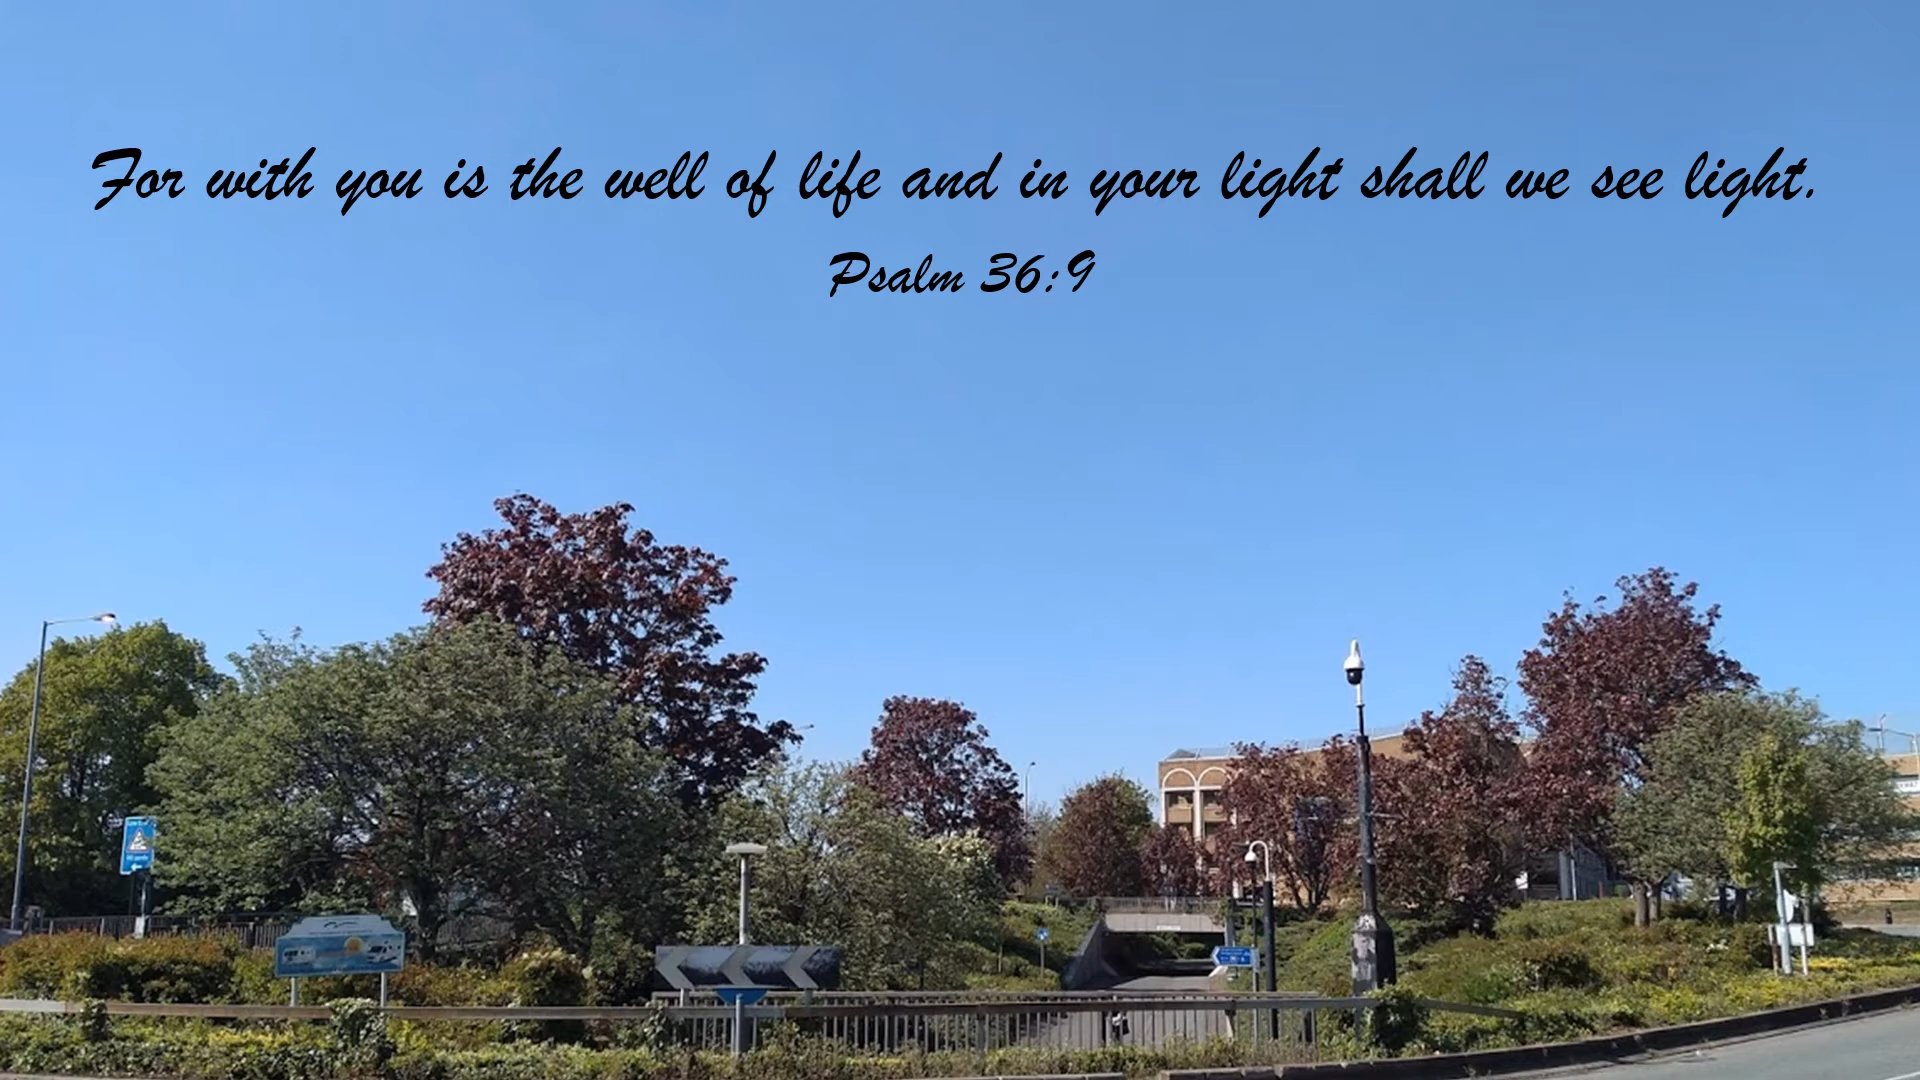 For with you is the well of life and in your light shall we see light.
Psalm 36:9